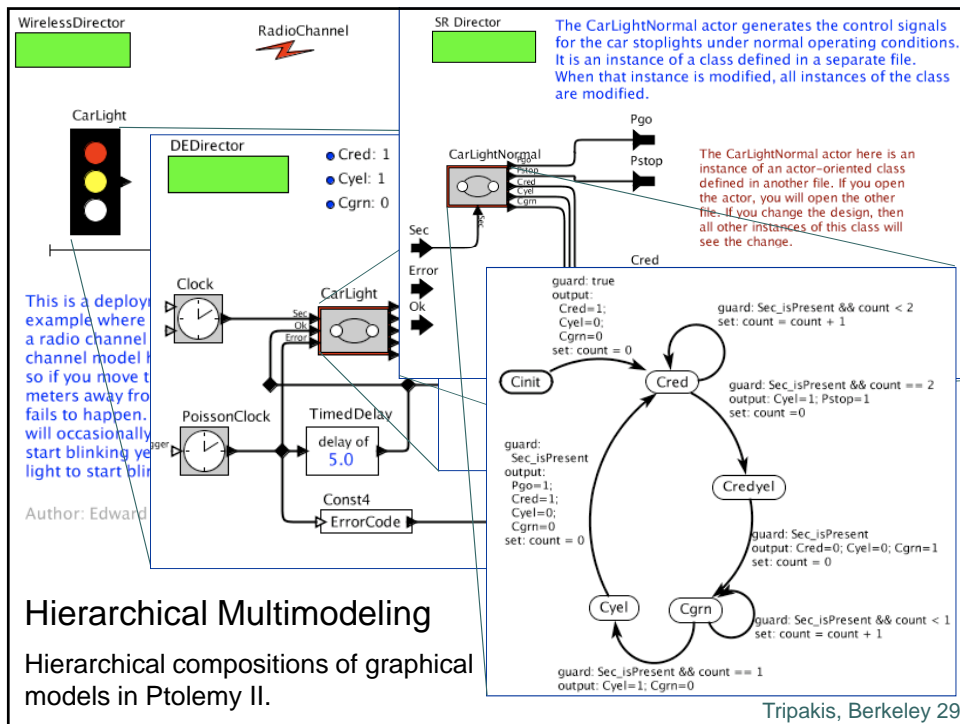 WirelessDirector
RadioChannel
CarLight
This is a deployn
example where
a radio channel
channel model h
so if you move t
meters away fro
fails to happen.
will occasionally
start blinking ye
light to start blin
Author: Edward
DEDirector
Cred: 1
Cyel: 1
Cgrn: 0
Clock
CarLight
Sec
Ok
Error
PoissonClock
gger
TimedDelay
delay of
5.0
Const4
ErrorCode
SR Director
The CarLightNormal actor generates the control signals
for the car stoplights under normal operating conditions.
It is an instance of a class defined in a separate file.
When that instance is modified, all instances of the class
are modified.
CarLightNormal
Pgo
Pstop
Cred
Cyel
Cgrn
Sec
Pgo
Pstop
The CarLightNormal actor here is an
instance of an actor-oriented class
defined in another file. If you open
the actor, you will open the other
file. If you change the design, then
all other instances of this class will
see the change.
Sec
Error
Ok
Cred
guard: true
output:
Cred=1;
Cyel=0;
Cgrn=0
set: count = 0
guard: Sec_isPresent && count < 2
set: count = count + 1
Cinit
Cred
guard: Sec_isPresent && count == 2
output: Cyel=1; Pstop=1
set: count =0
guard:
Sec_isPresent
output:
Pgo=1;
Cred=1;
Cyel=0;
Cgrn=0
set: count = 0
Credyel
guard: Sec_isPresent
output: Cred=0; Cyel=0; Cgrn=1
set: count = 0
Cyel
Cgrn
guard: Sec_isPresent && count < 1
set: count = count + 1
guard: Sec_isPresent && count == 1
output: Cyel=1; Cgrn=0
Hierarchical Multimodeling
Hierarchical compositions of graphical
models in Ptolemy II.
Tripakis, Berkeley 29